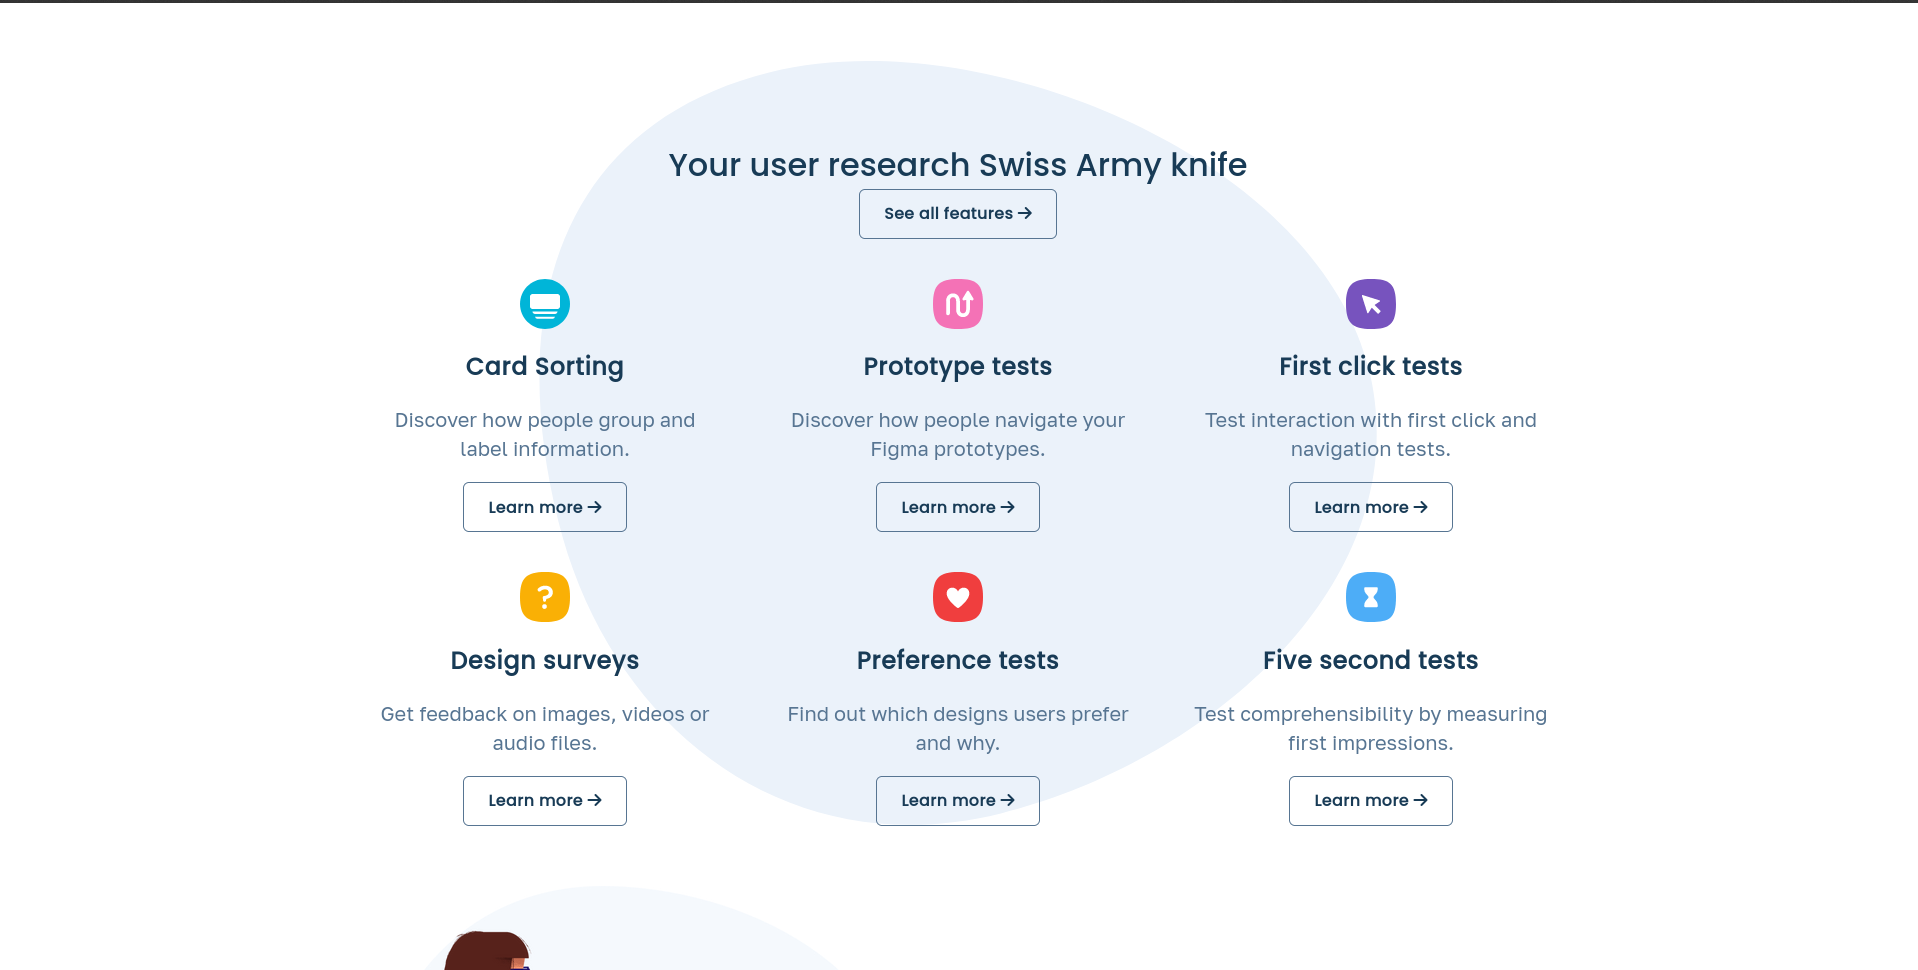 Your user research Swiss Army knife
See all features →
Card Sorting
Discover how people group and
label information.
Learn more →
Prototype tests
Discover how people navigate your
Figma prototypes.
Learn more →
First click tests
Test interaction with first click and
navigation tests.
Learn more →
Design surveys
Get feedback on images, videos or
audio files.
Learn more →
Preference tests
Find out which designs users prefer
and why.
Learn more →
Five second tests
Test comprehensibility by measuring
first impressions.
Learn more →